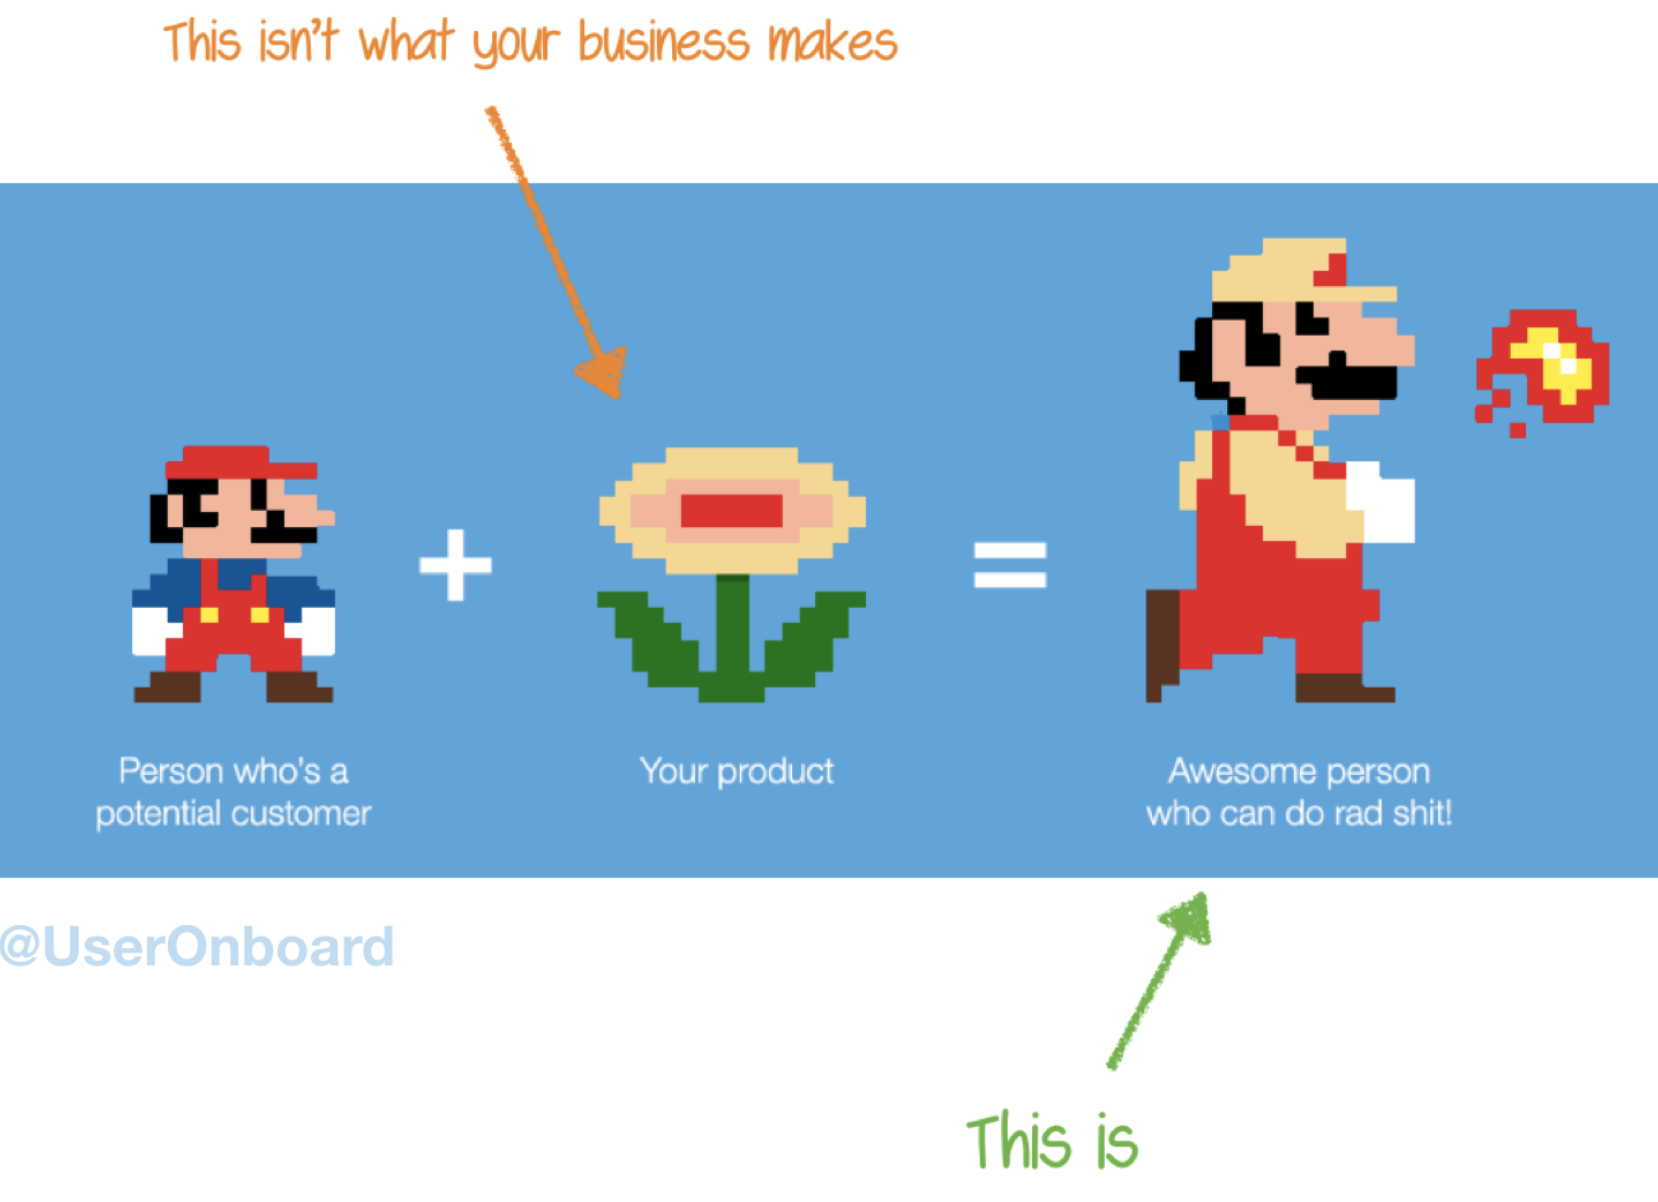 This isn't what your business makes
+
=
Person who's a
potential customer
Your product
Awesome person
who can do rad shit!
@UserOnboard
This is